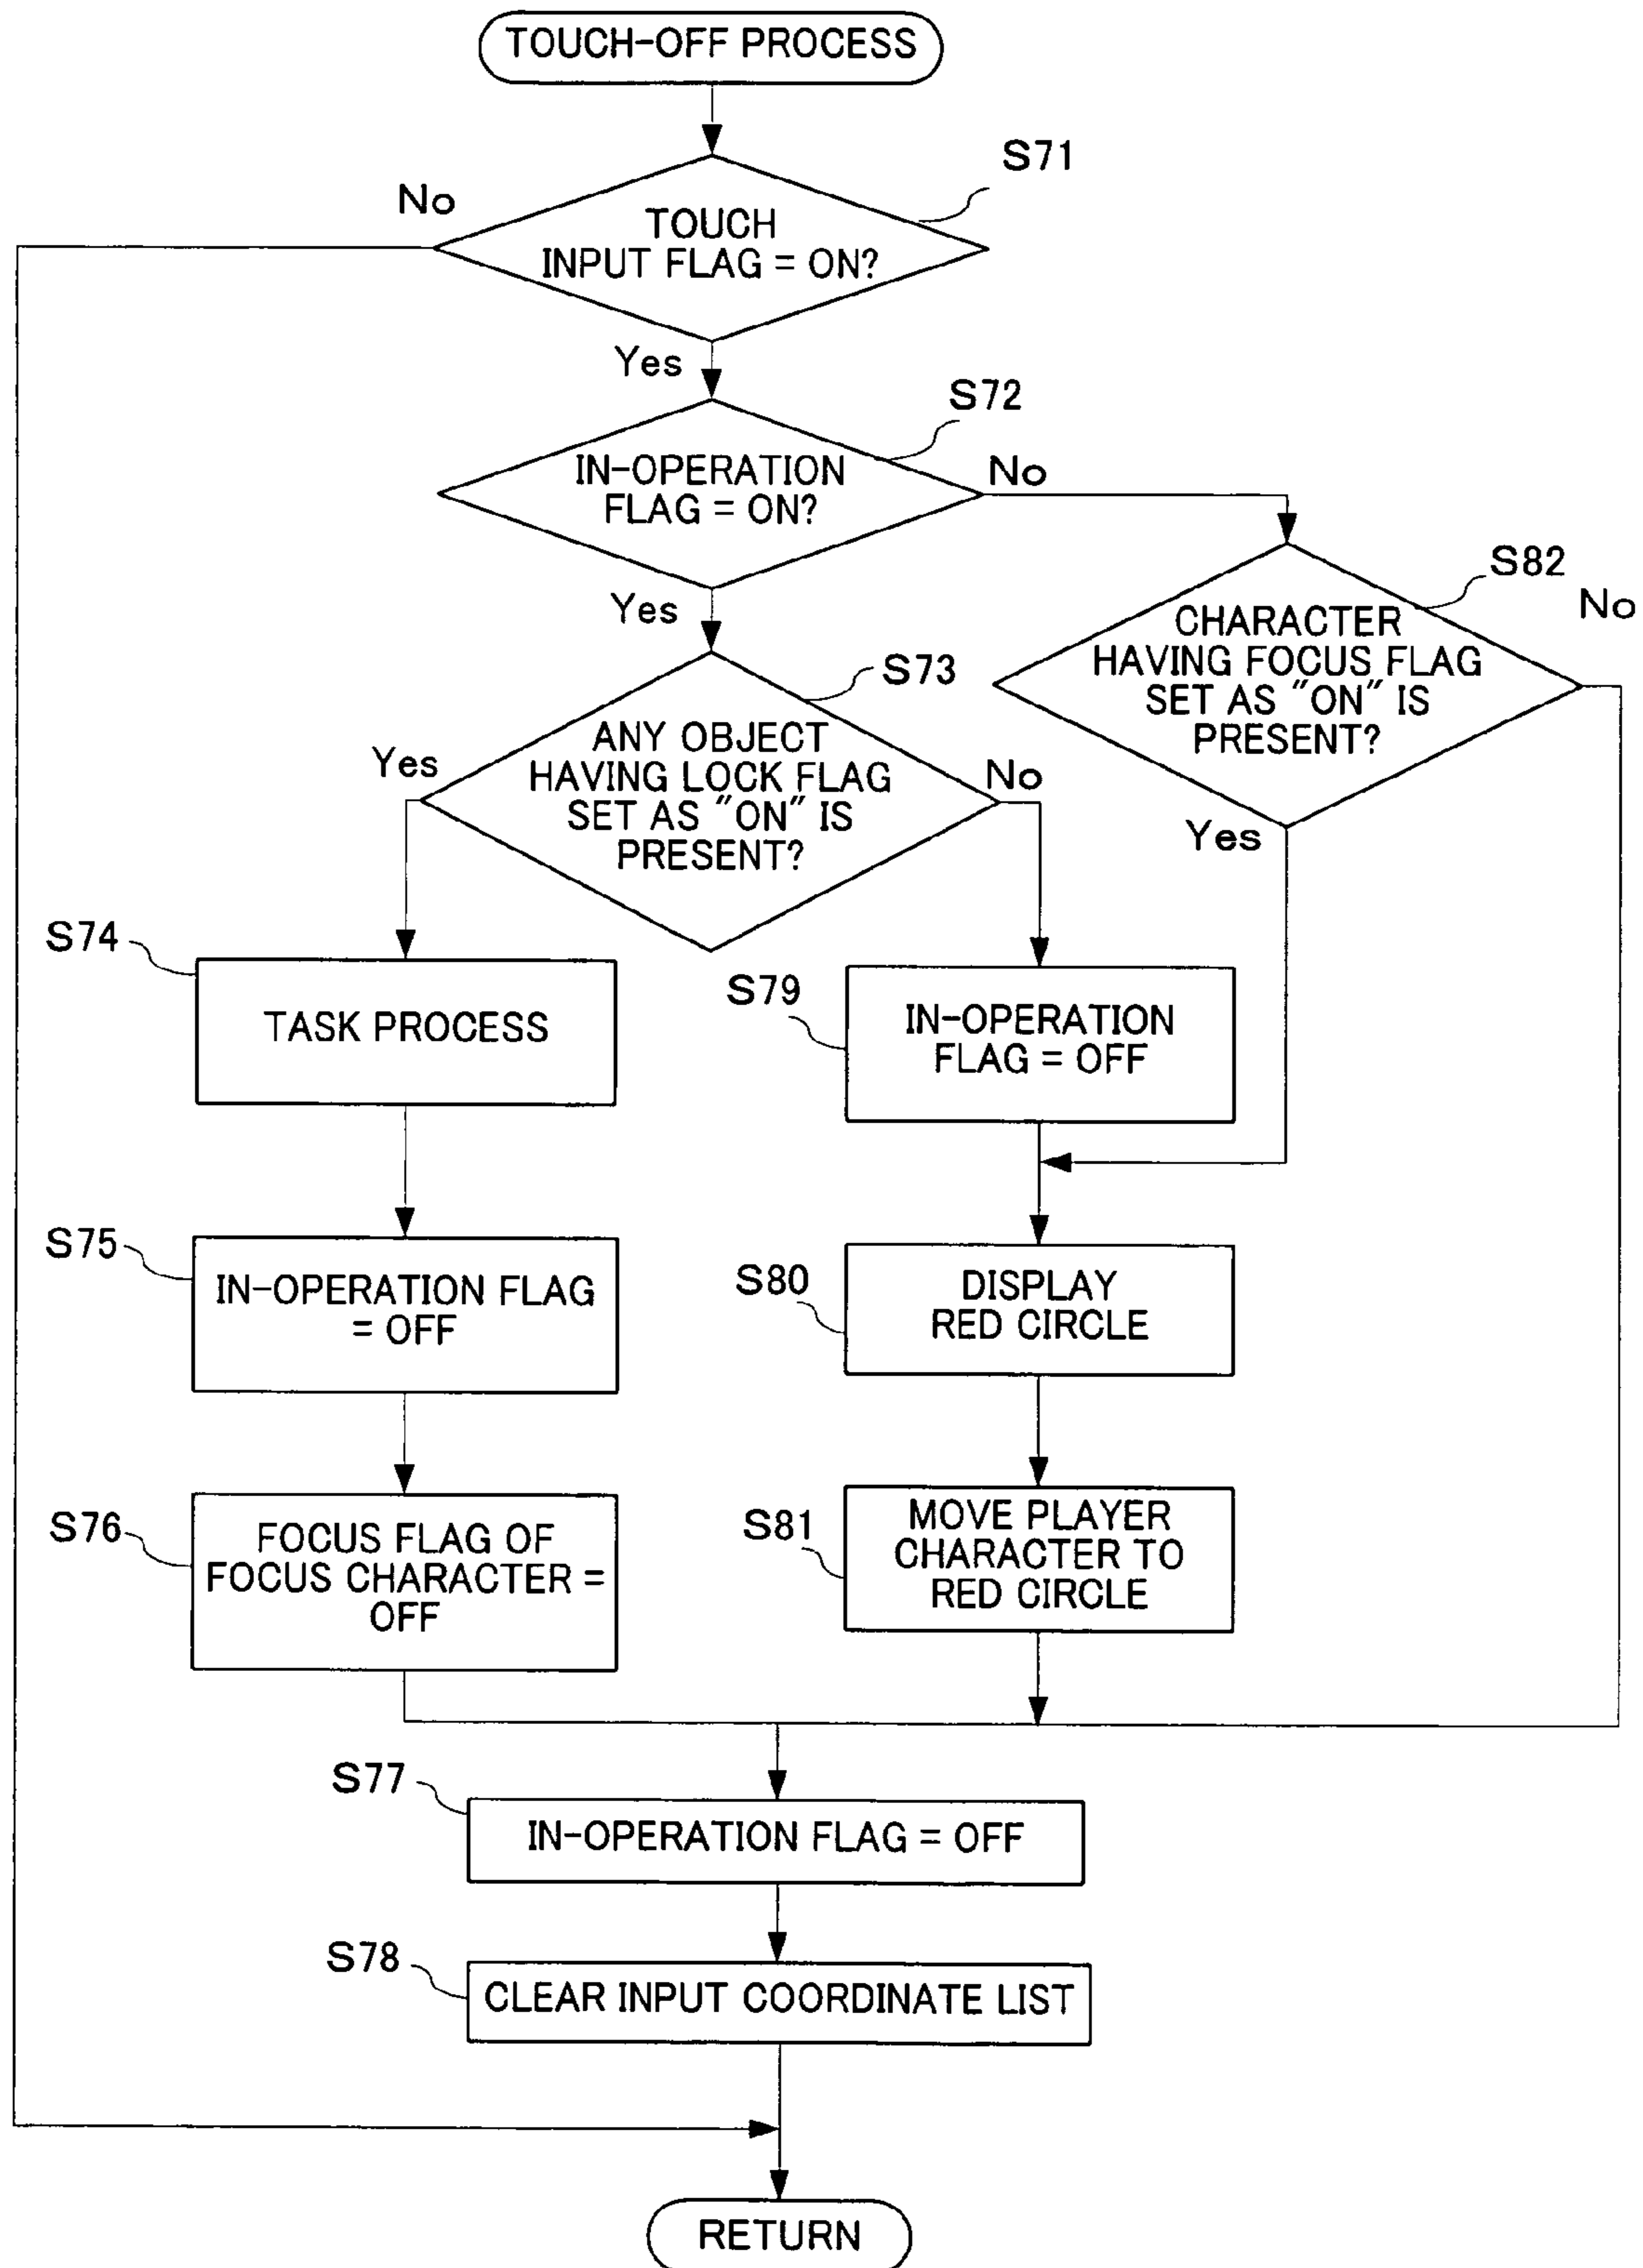 TOUCH-OFF PROCESS
S71
No
TOUCH
INPUT FLAG = ON?
Yes
S72
IN-OPERATION
FLAG = ON?
No
S82
No
CHARACTER
HAVING FOCUS FLAG
SET AS "ON" IS
PRESENT?
Yes
Yes
S73
ANY OBJECT
HAVING LOCK FLAG
SET AS "ON" IS
PRESENT?
Yes
No
S74
TASK PROCESS
S79
IN-OPERATION
FLAG = OFF
S75
IN-OPERATION FLAG
= OFF
S80
DISPLAY
RED CIRCLE
S76
FOCUS FLAG OF
FOCUS CHARACTER =
OFF
S81
MOVE PLAYER
CHARACTER TO
RED CIRCLE
S77
IN-OPERATION FLAG = OFF
S78
CLEAR INPUT COORDINATE LIST
RETURN